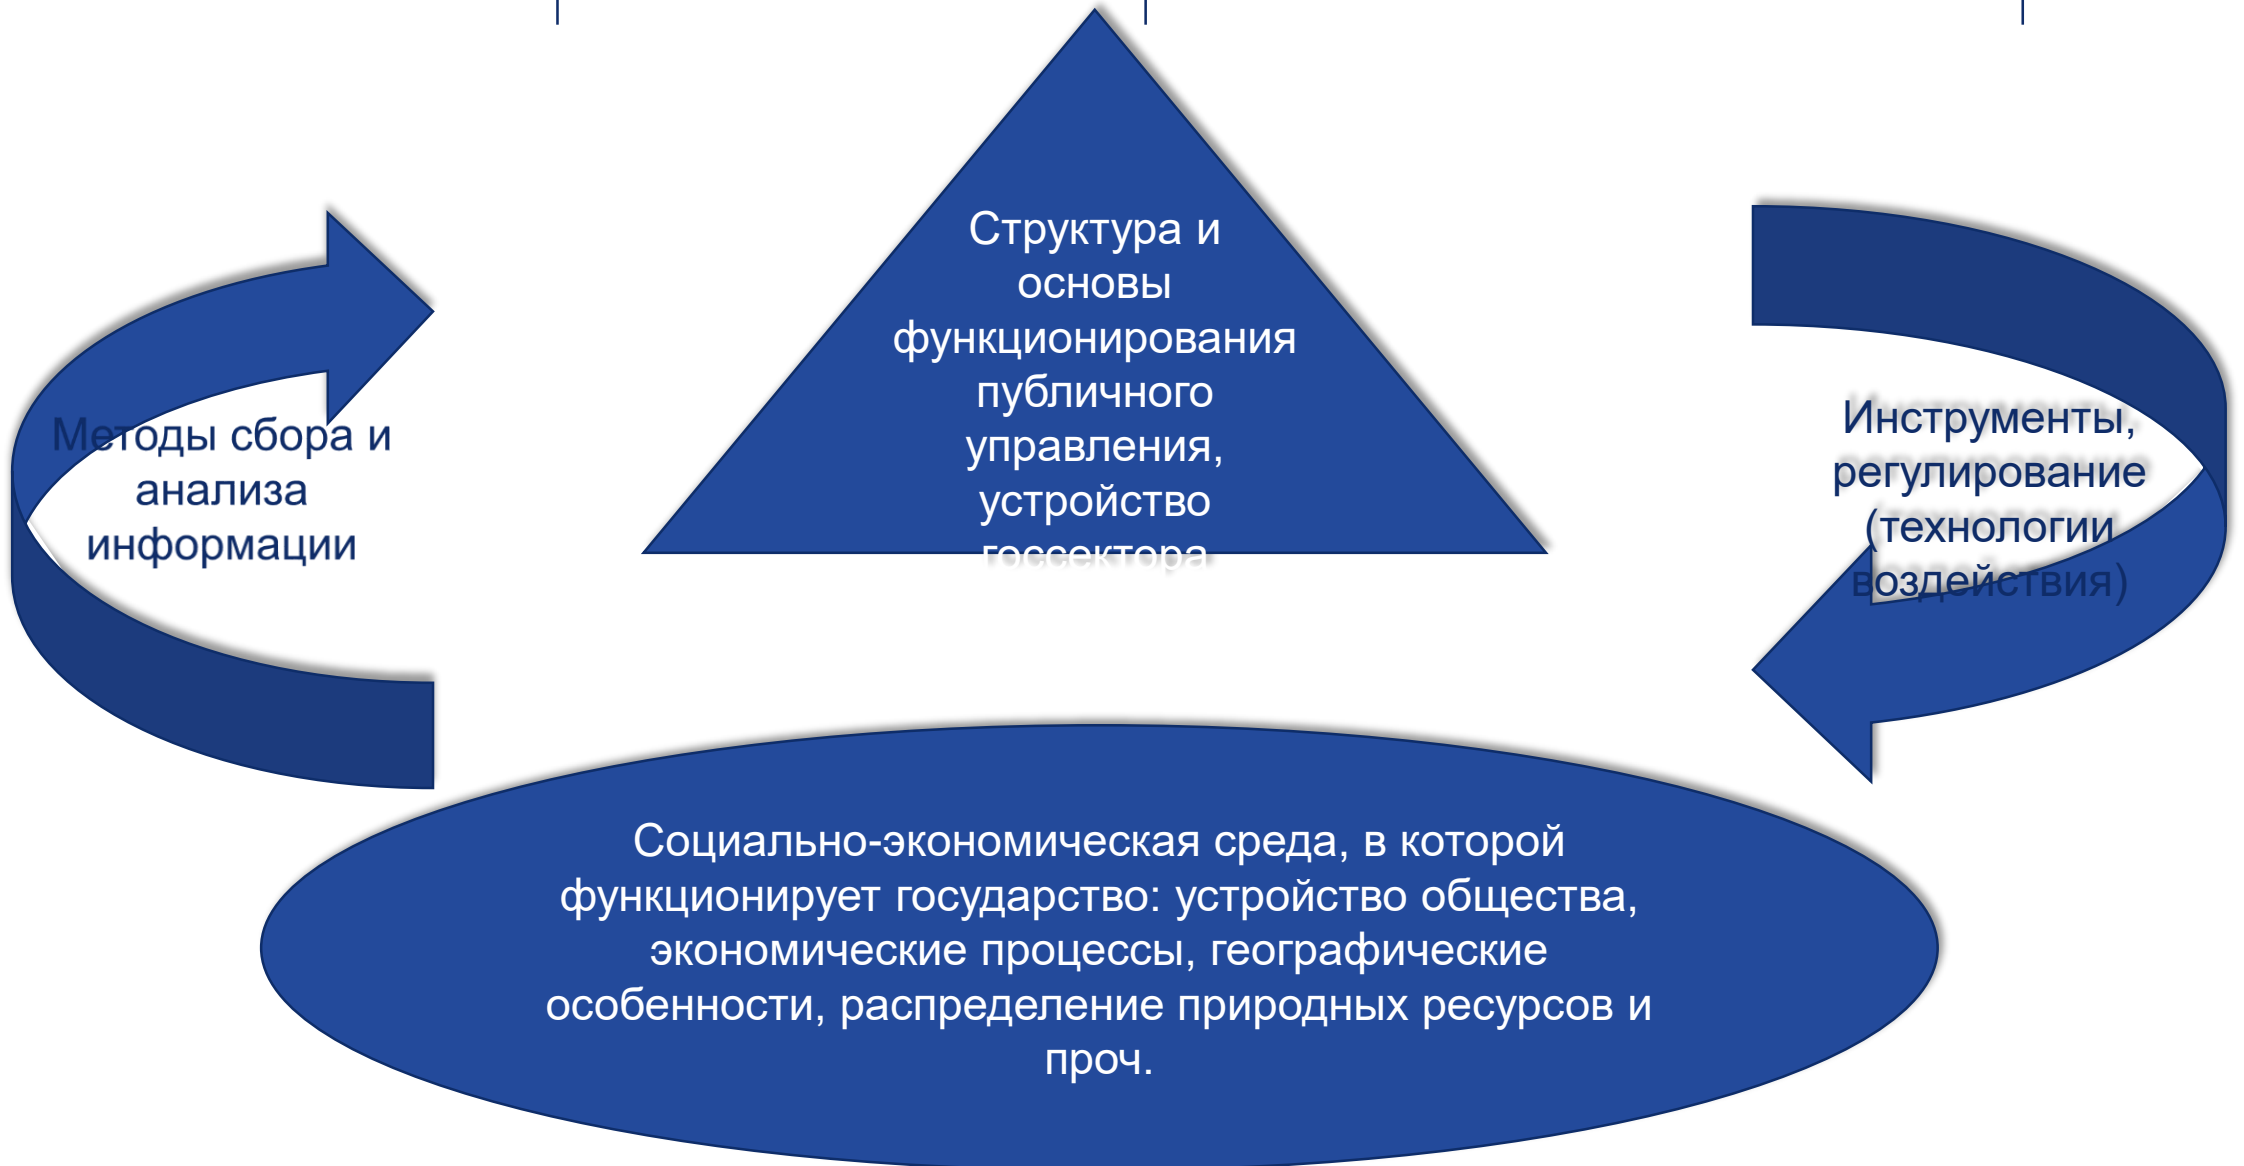 Структура и
основы
функционирования
публичного
управления,
устройство
госсектора
Методы сбора и
анализа
информации
Инструменты,
регулирование
(технологии
воздействия)
Социально-экономическая среда, в которой
функционирует государство: устройство общества,
экономические процессы, географические
особенности, распределение природных ресурсов и
проч.